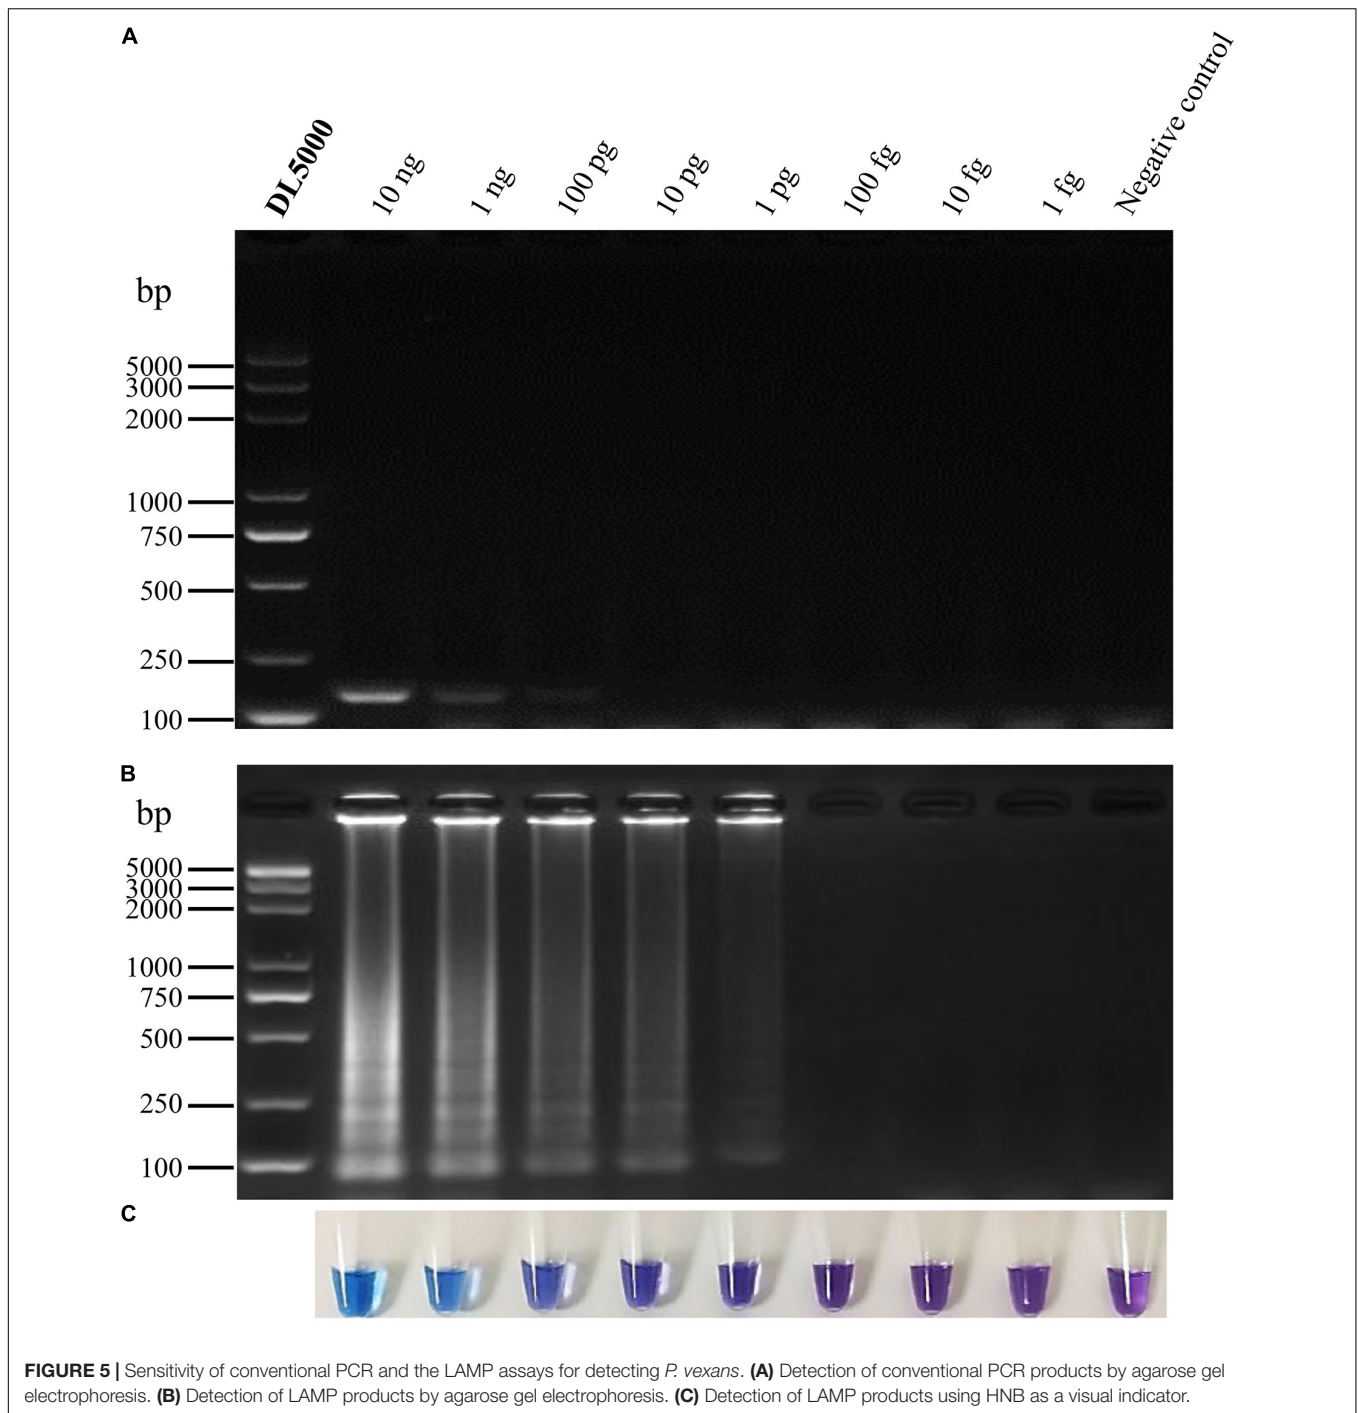 A
DL5000
10 ng
1 ng
100 pg
10 pg
1 pg
100 fg
10 fg
1 fg
Negative control
bp
5000
3000
2000
1000
750
500
250
100
B
bp
5000
3000
2000
1000
750
500
250
100
C
FIGURE 5 | Sensitivity of conventional PCR and the LAMP assays for detecting P. vexans. (A) Detection of conventional PCR products by agarose gel
electrophoresis. (B) Detection of LAMP products by agarose gel electrophoresis. (C) Detection of LAMP products using HNB as a visual indicator.